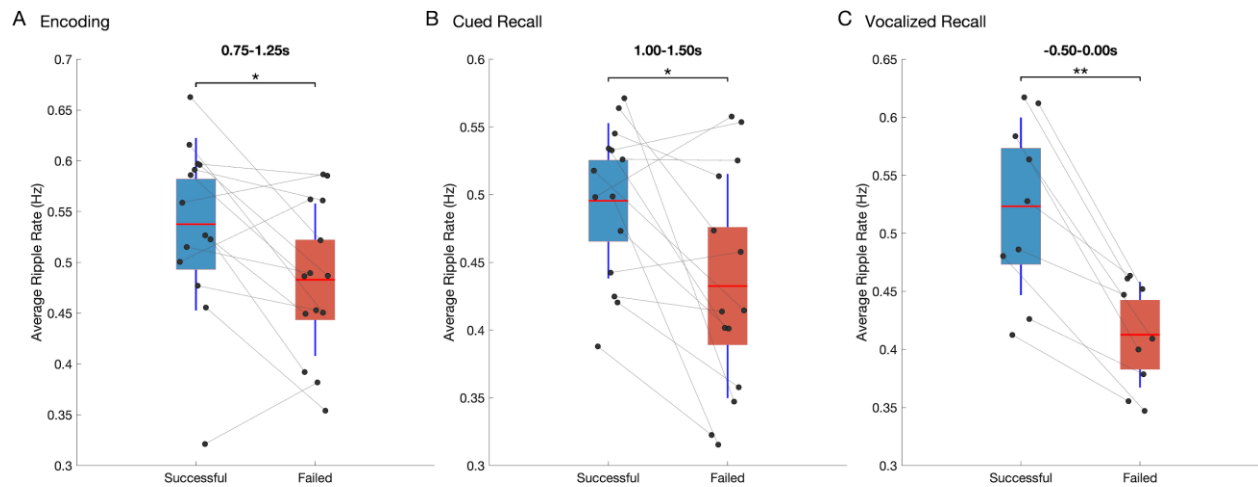 A Encoding
0.75-1.25s
*
Average Ripple Rate (Hz)
0.7
0.65
0.6
0.55
0.5
0.45
0.4
0.35
0.3
Successful
Failed
B Cued Recall
1.00-1.50s
*
Average Ripple Rate (Hz)
0.6
0.55
0.5
0.45
0.4
0.35
0.3
Successful
Failed
C Vocalized Recall
-0.50-0.00s
**
Average Ripple Rate (Hz)
0.65
0.6
0.55
0.5
0.45
0.4
0.35
0.3
Successful
Failed